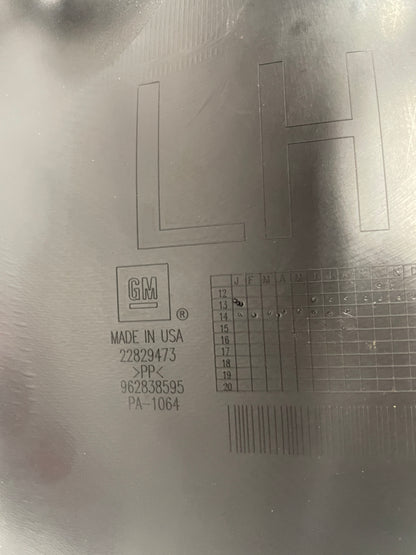 LH
GM ®
MADE IN USA
22829473
>PP<
962838595
PA-1064
J F M A M J J
12
13
14
15
16
17
18
19
20